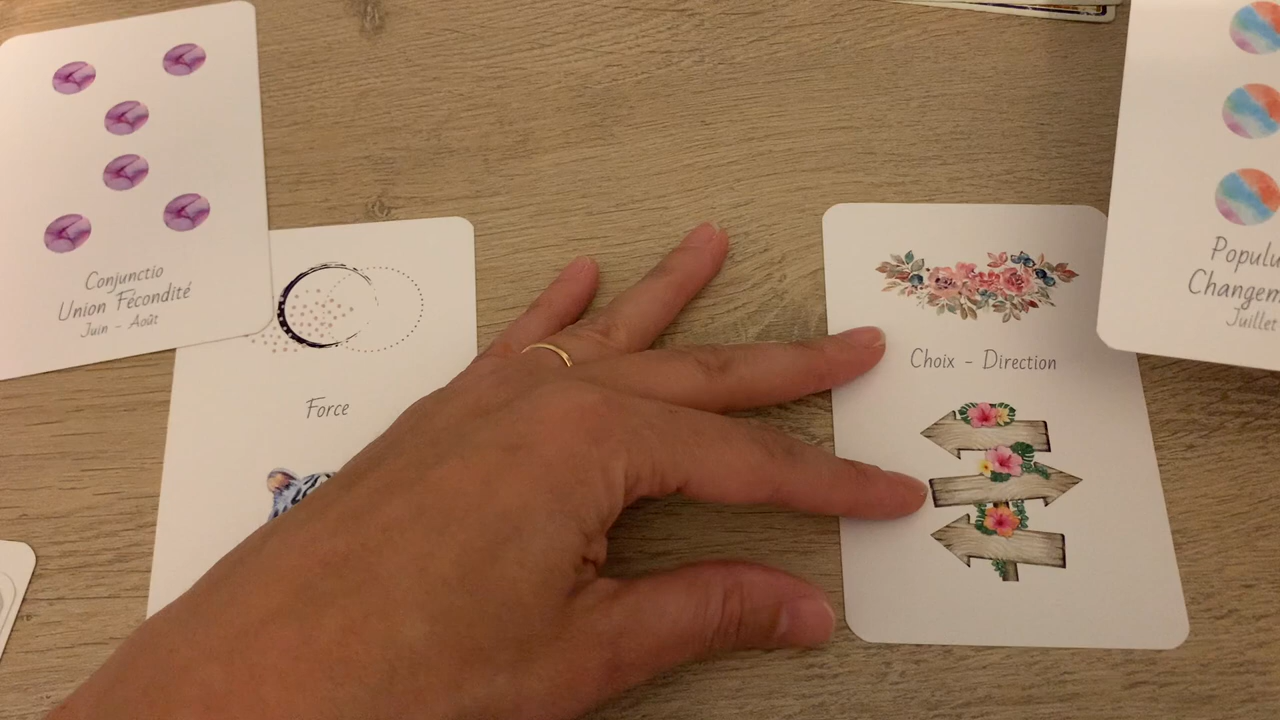 Conjunctio
Union Fécondité
Juin - Août
Force
Choix - Direction
Juillet